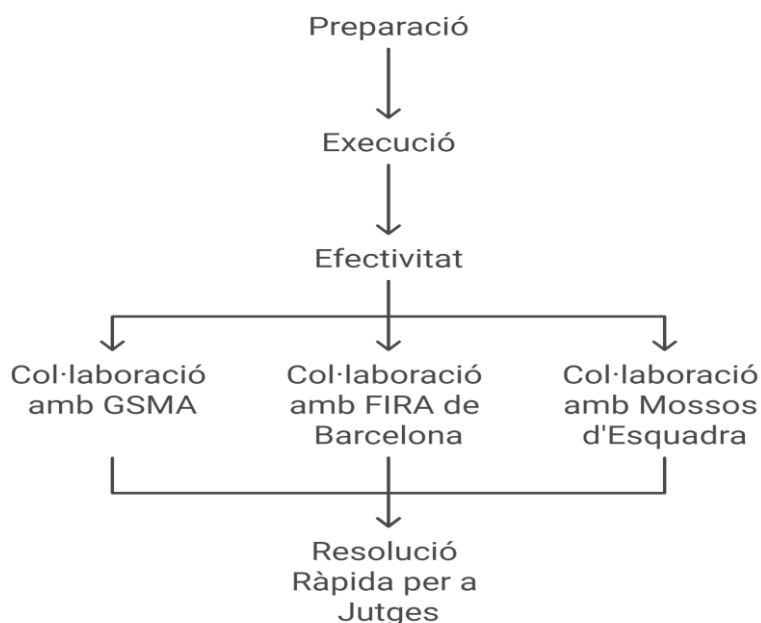 Preparació
Execució
Efectivitat
Col·laboració
amb GSMA
Col·laboració
amb FIRA de
Barcelona
Col·laboració
amb Mossos
d'Esquadra
Resolució
Ràpida per a
Jutges